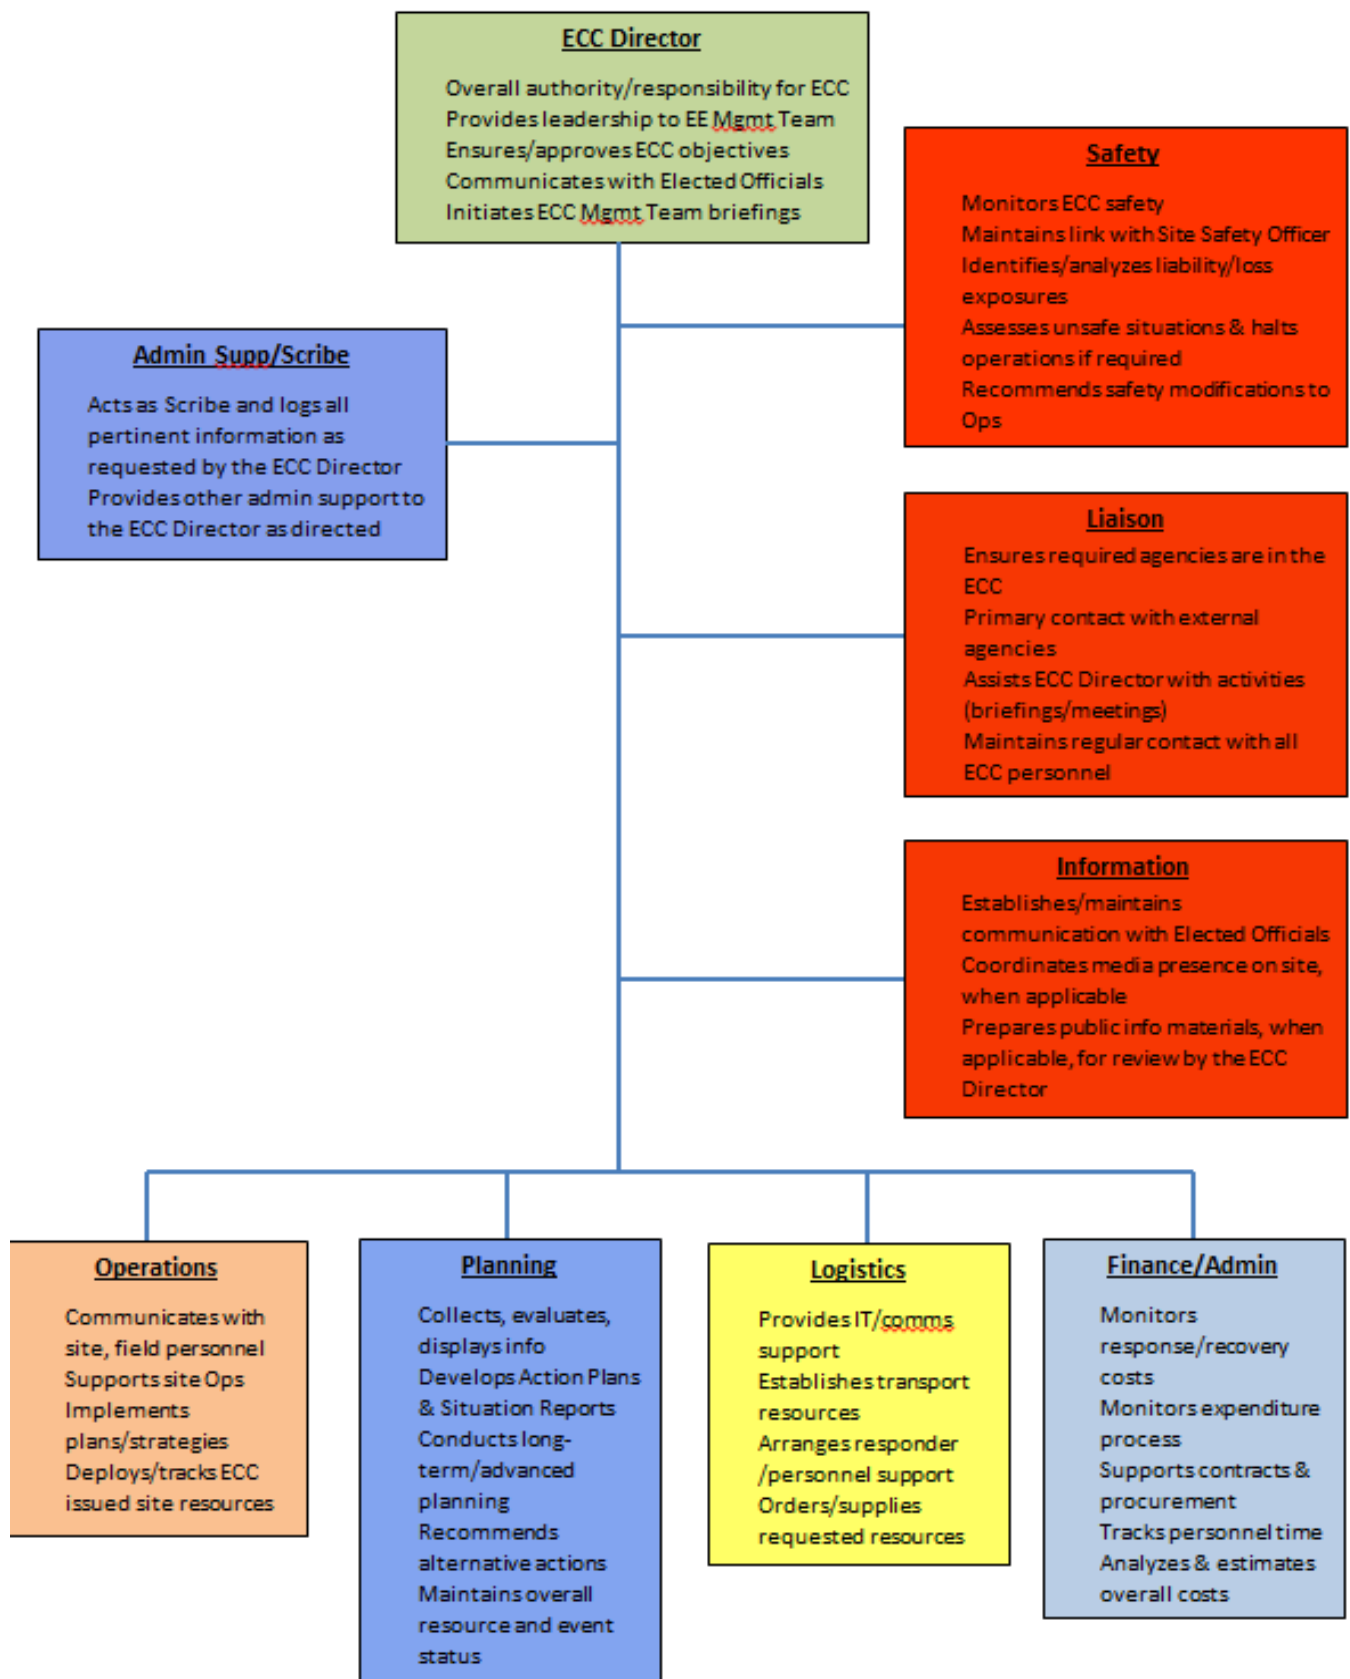 ECC Director
Overall authority/responsibility for ECC
Provides leadership to EE Mgmt Team
Ensures/approves ECC objectives
Communicates with Elected Officials
Initiates ECC Mgmt Team briefings
Safety
Monitors ECC safety
Maintains link with Site Safety Officer
Identifies/analyzes liability/loss
exposures
Assesses unsafe situations & halts
operations if required
Recommends safety modifications to
Ops
Admin Supp/Scribe
Acts as Scribe and logs all
pertinent information as
requested by the ECC Director
Provides other admin support to
the ECC Director as directed
Liaison
Ensures required agencies are in the
ECC
Primary contact with external
agencies
Assists ECC Director with activities
(briefings/meetings)
Maintains regular contact with all
ECC personnel
Information
Establishes/maintains
communication with Elected Officials
Coordinates media presence on site,
when applicable
Prepares public info materials, when
applicable, for review by the ECC
Director
Operations
Communicates with
site, field personnel
Supports site Ops
Implements
plans/strategies
Deploys/tracks ECC
issued site resources
Planning
Collects, evaluates,
displays info
Develops Action Plans
& Situation Reports
Conducts long-
term/advanced
planning
Recommends
alternative actions
Maintains overall
resource and event
status
Logistics
Provides IT/comms
support
Establishes transport
resources
Arranges responder
/personnel support
Orders/supplies
requested resources
Finance/Admin
Monitors
response/recovery
costs
Monitors expenditure
process
Supports contracts &
procurement
Tracks personnel time
Analyzes & estimates
overall costs